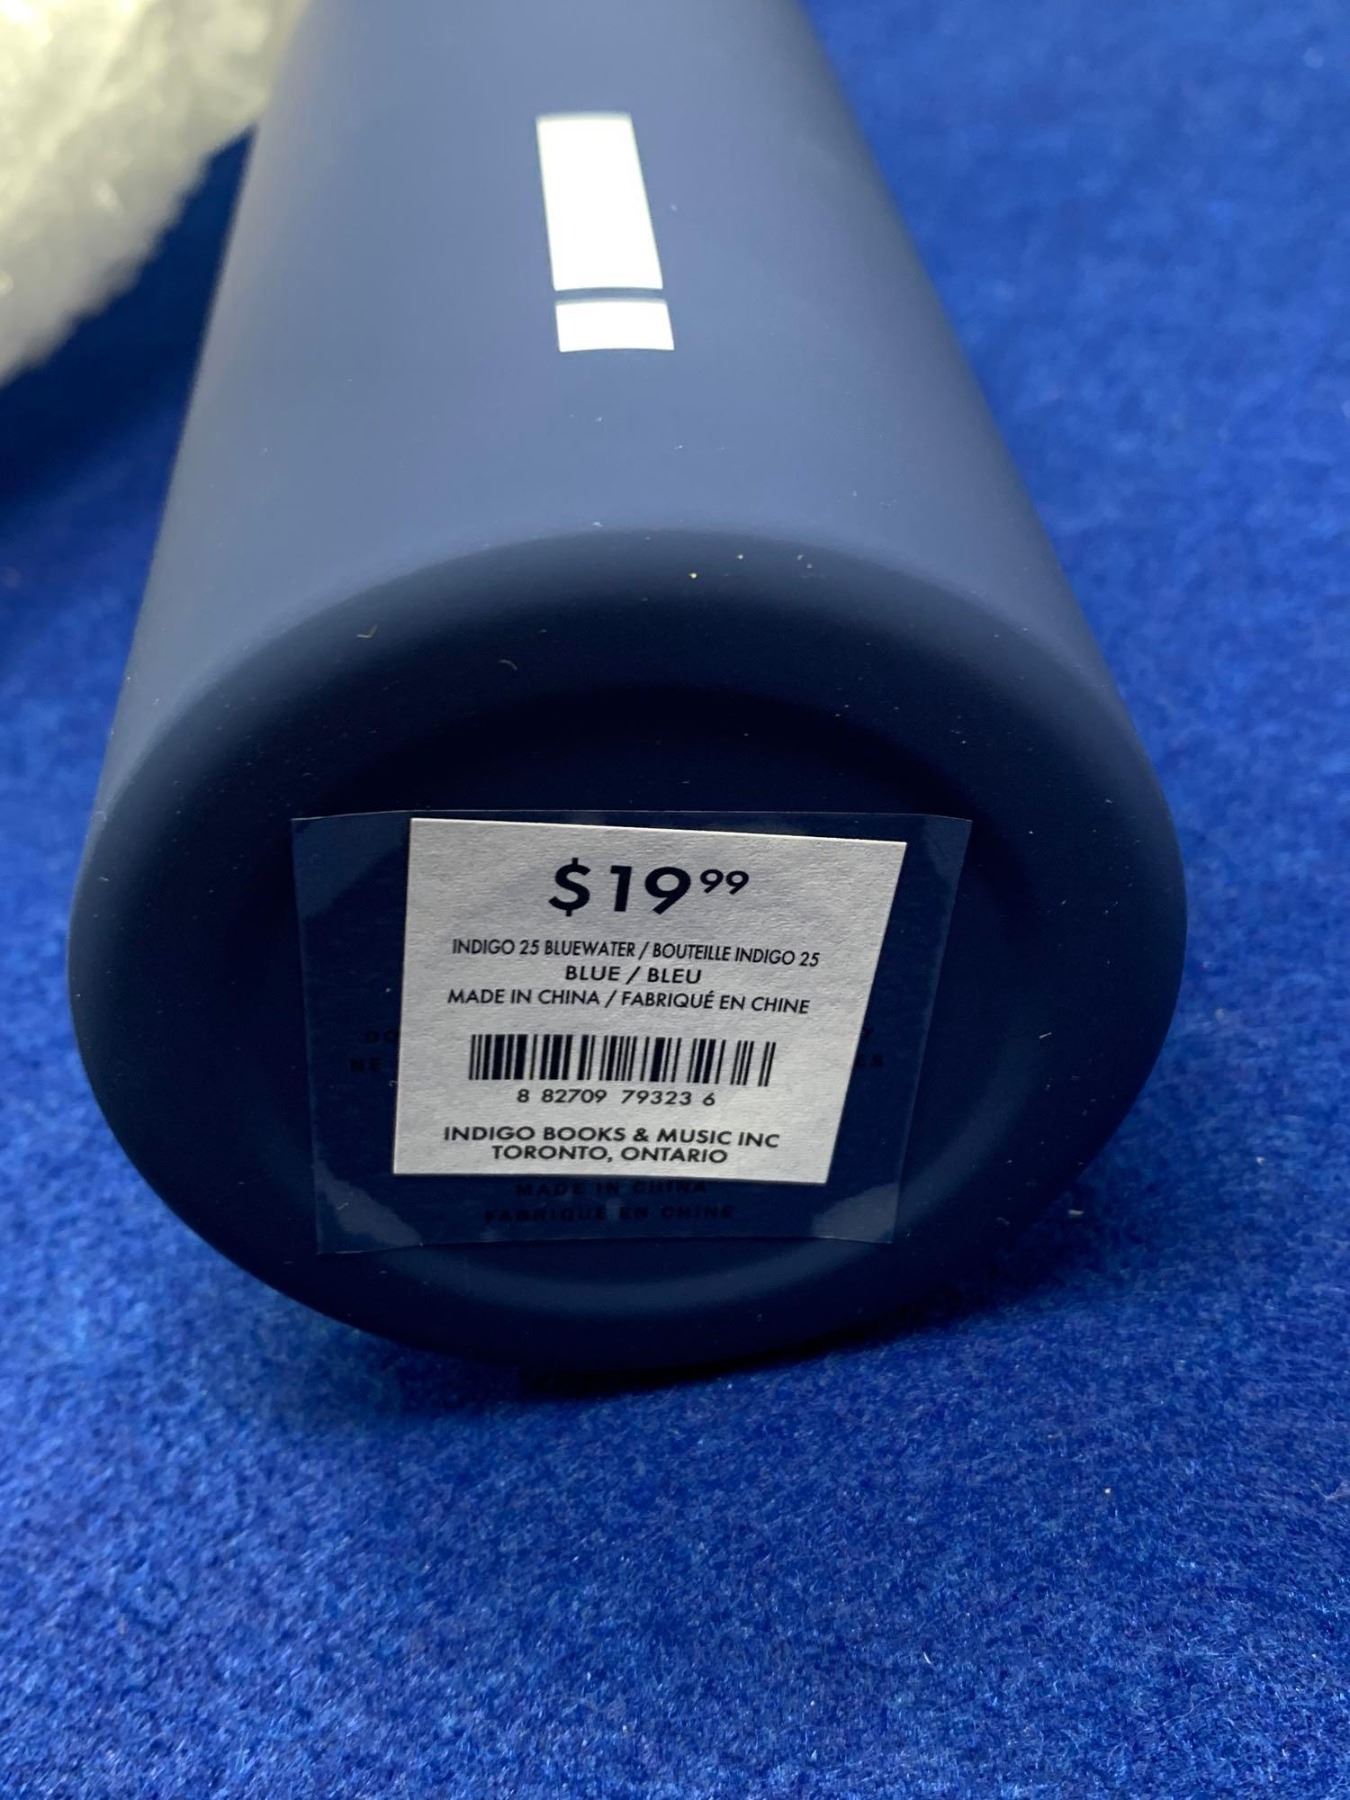 $19.99
INDIGO 25 BLUEWATER / BOUTEILLE INDIGO 25
BLUE / BLEU
MADE IN CHINA / FABRIQUÉ EN CHINE
8 82709 79323 6
INDIGO BOOKS & MUSIC INC
TORONTO, ONTARIO
MADE IN CHINA
FABRIQUÉ EN CHINE